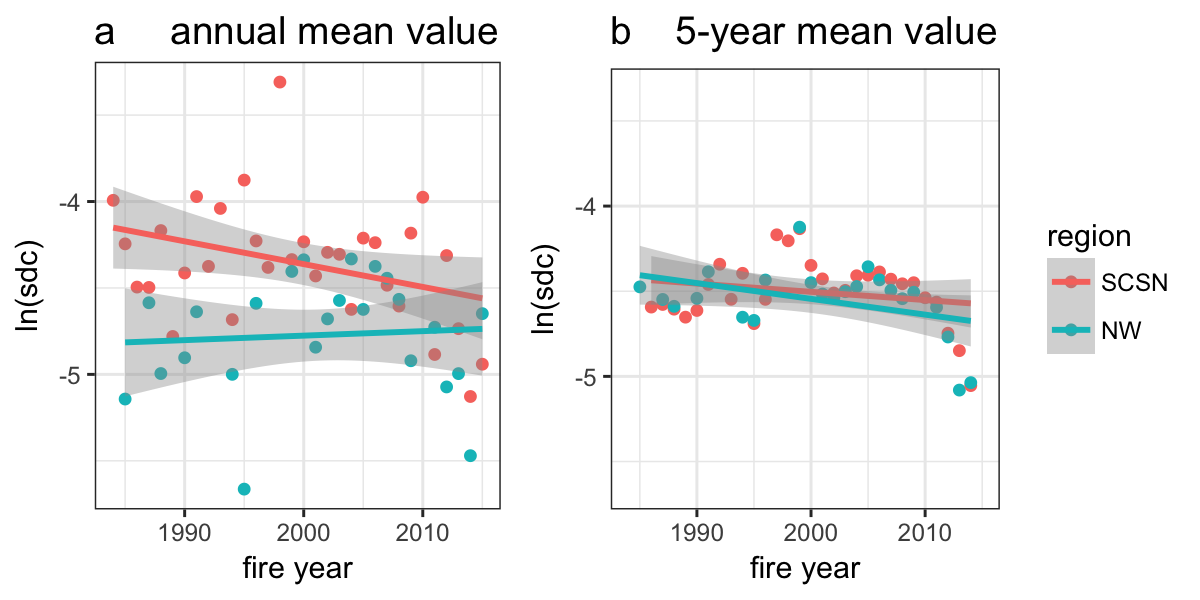 a annual mean value
ln(sdc)
-4
-5
1990 2000 2010
fire year
b 5-year mean value
ln(sdc)
-4
-5
1990 2000 2010
fire year
region
SCSN
NW